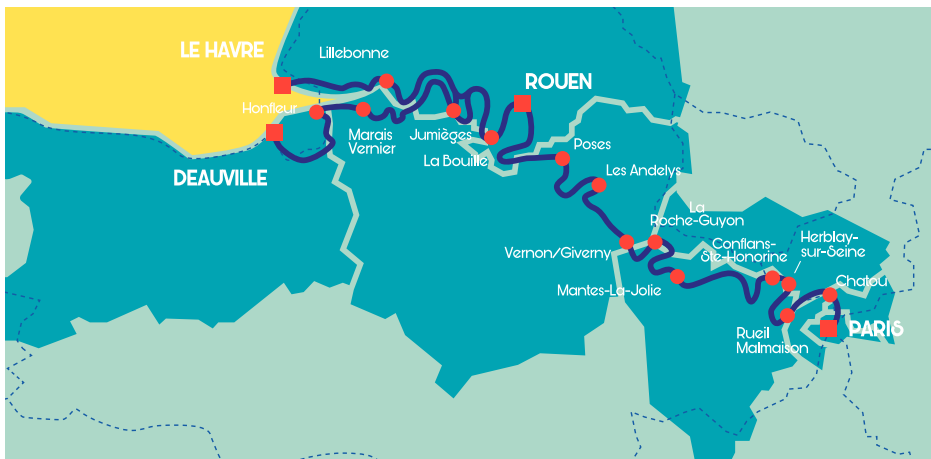 LE HAVRE
Lillebonne
ROUEN
Honfleur
Marais
Vernier
Jumièges
La Bouille
Poses
DEAUVILLE
Les Andelys
La
Roche-Guyon
Vernon/Giverny
Conflans-
Ste-Honorine
Herblay-
sur-Seine
Mantes-La-Jolie
Chatou
Rueil
Malmaison
PARIS